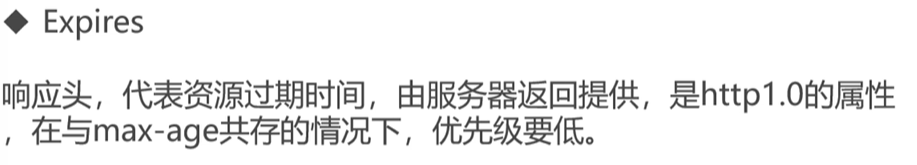 ◆ Expires
响应头，代表资源过期时间，由服务器返回提供，是http1.0的属性
，在与max-age共存的情况下，优先级要低。